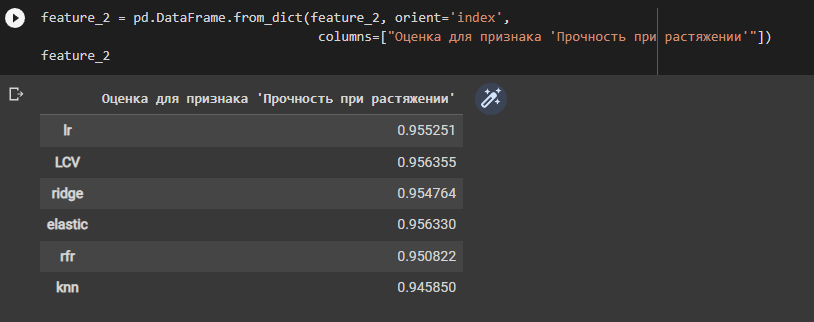 feature_2 = pd.DataFrame.from_dict(feature_2, orient='index',
columns=["Оценка для признака 'Прочность при растяжении'"])
feature_2
Оценка для признака 'Прочность при растяжении'
lr 0.955251
LCV 0.956355
ridge 0.954764
elastic 0.956330
rfr 0.950822
knn 0.945850